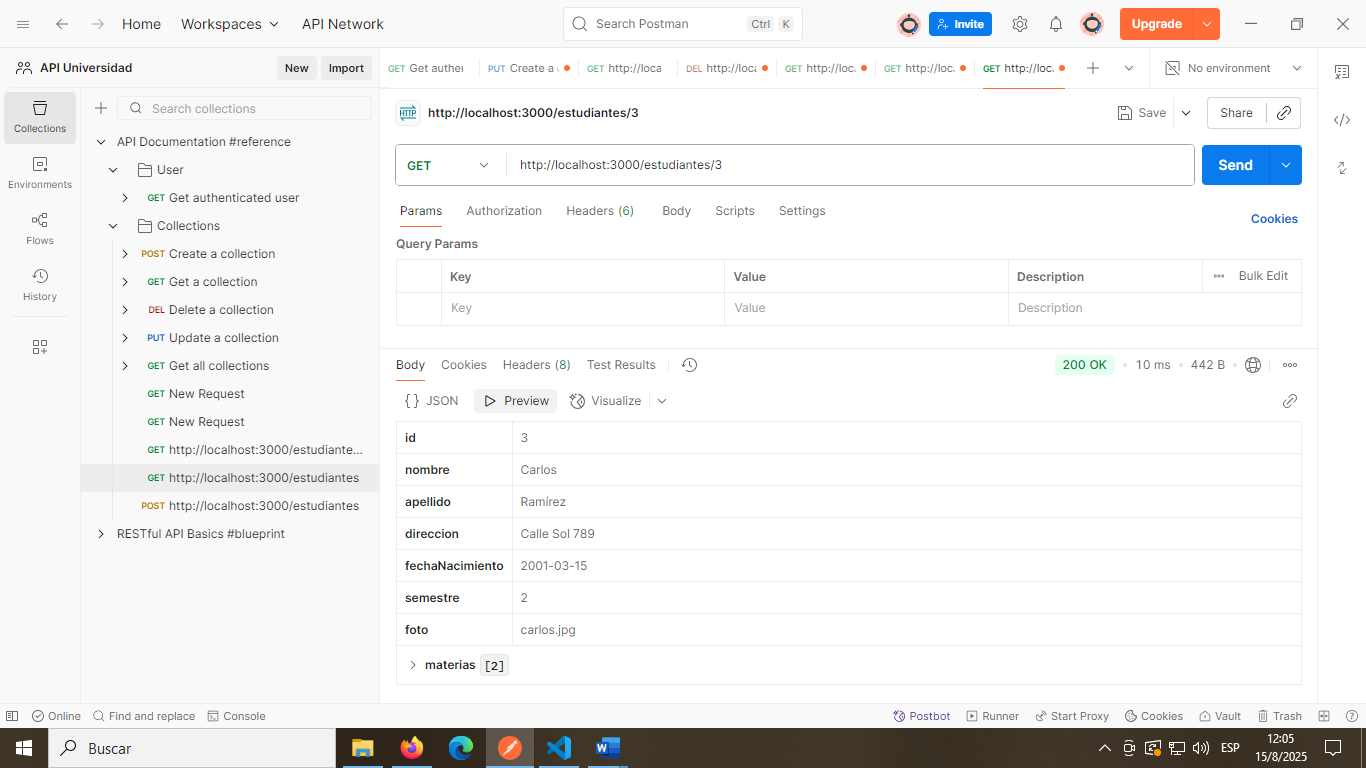 Home Workspaces API Network Search Postman Ctrl K Invite Upgrade
API Universidad New Import GET Get auther PUT Create a DEL http://loca GET http://loca GET http://loc GET http://loc No environment
Collections
Environments
Flows
History
Search collections
API Documentation #reference
User
GET Get authenticated user
Collections
POST Create a collection
GET Get a collection
DEL Delete a collection
PUT Update a collection
GET Get all collections
GET New Request
GET New Request
GET http://localhost:3000/estudiante...
GET http://localhost:3000/estudiantes
POST http://localhost:3000/estudiantes
RESTful API Basics #blueprint
HTTP http://localhost:3000/estudiantes/3 Save Share
GET http://localhost:3000/estudiantes/3 Send
Params Authorization Headers (6) Body Scripts Settings Cookies
Query Params
Key Value Description Bulk Edit
Key Value Description
Body Cookies Headers (8) Test Results 200 OK • 10 ms • 442 B •
{} JSON Preview Visualize
id 3
nombre Carlos
apellido Ramírez
direccion Calle Sol 789
fechaNacimiento 2001-03-15
semestre 2
foto carlos.jpg
materias [2]
Online Find and replace Console Postbot Runner Start Proxy Cookies Vault Trash
Buscar ESP 12:05
15/8/2025